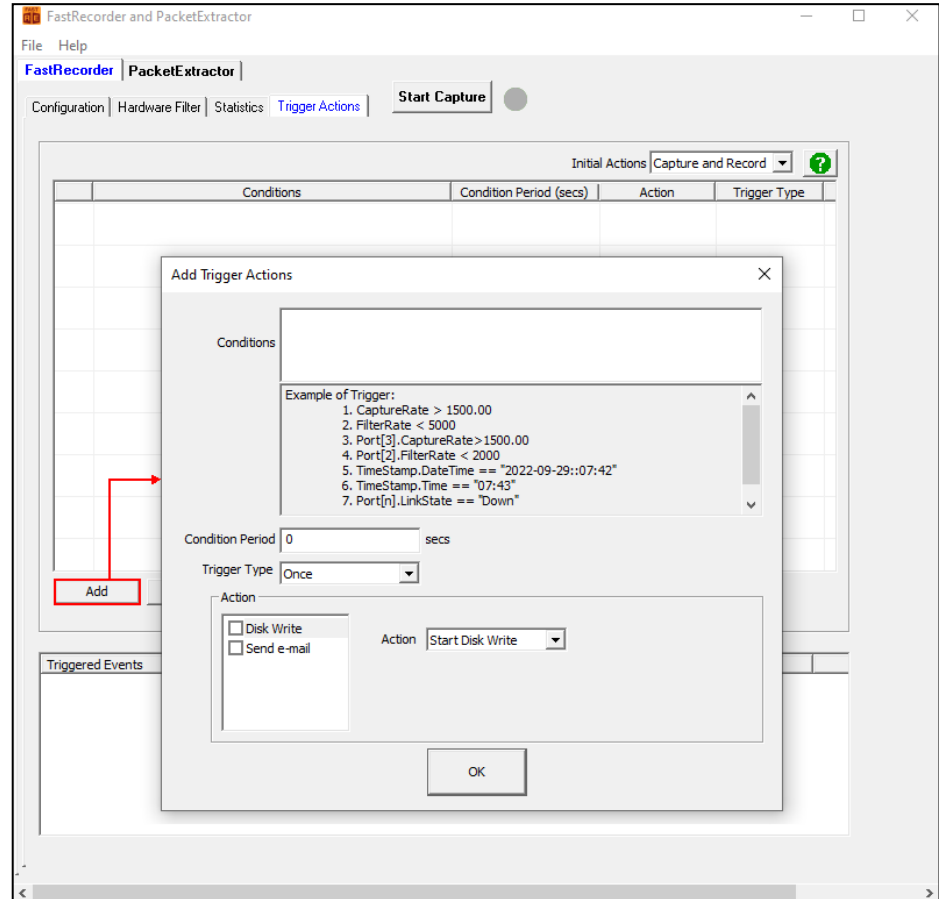 FastRecorder and PacketExtractor
File Help
FastRecorder PacketExtractor
Configuration Hardware Filter Statistics Trigger Actions Start Capture
Initial Actions Capture and Record ?
Conditions Condition Period (secs) Action Trigger Type
Add Trigger Actions
Conditions
Example of Trigger:
1. CaptureRate > 1500.00
2. FilterRate < 5000
3. Port[3].CaptureRate>1500.00
4. Port[2].FilterRate < 2000
5. TimeStamp.DateTime == "2022-09-29::07:42"
6. TimeStamp.Time == "07:43"
7. Port[n].LinkState == "Down"
Condition Period 0 secs
Trigger Type Once
Add
Action
Disk Write
Action Start Disk Write
Send e-mail
Triggered Events
OK